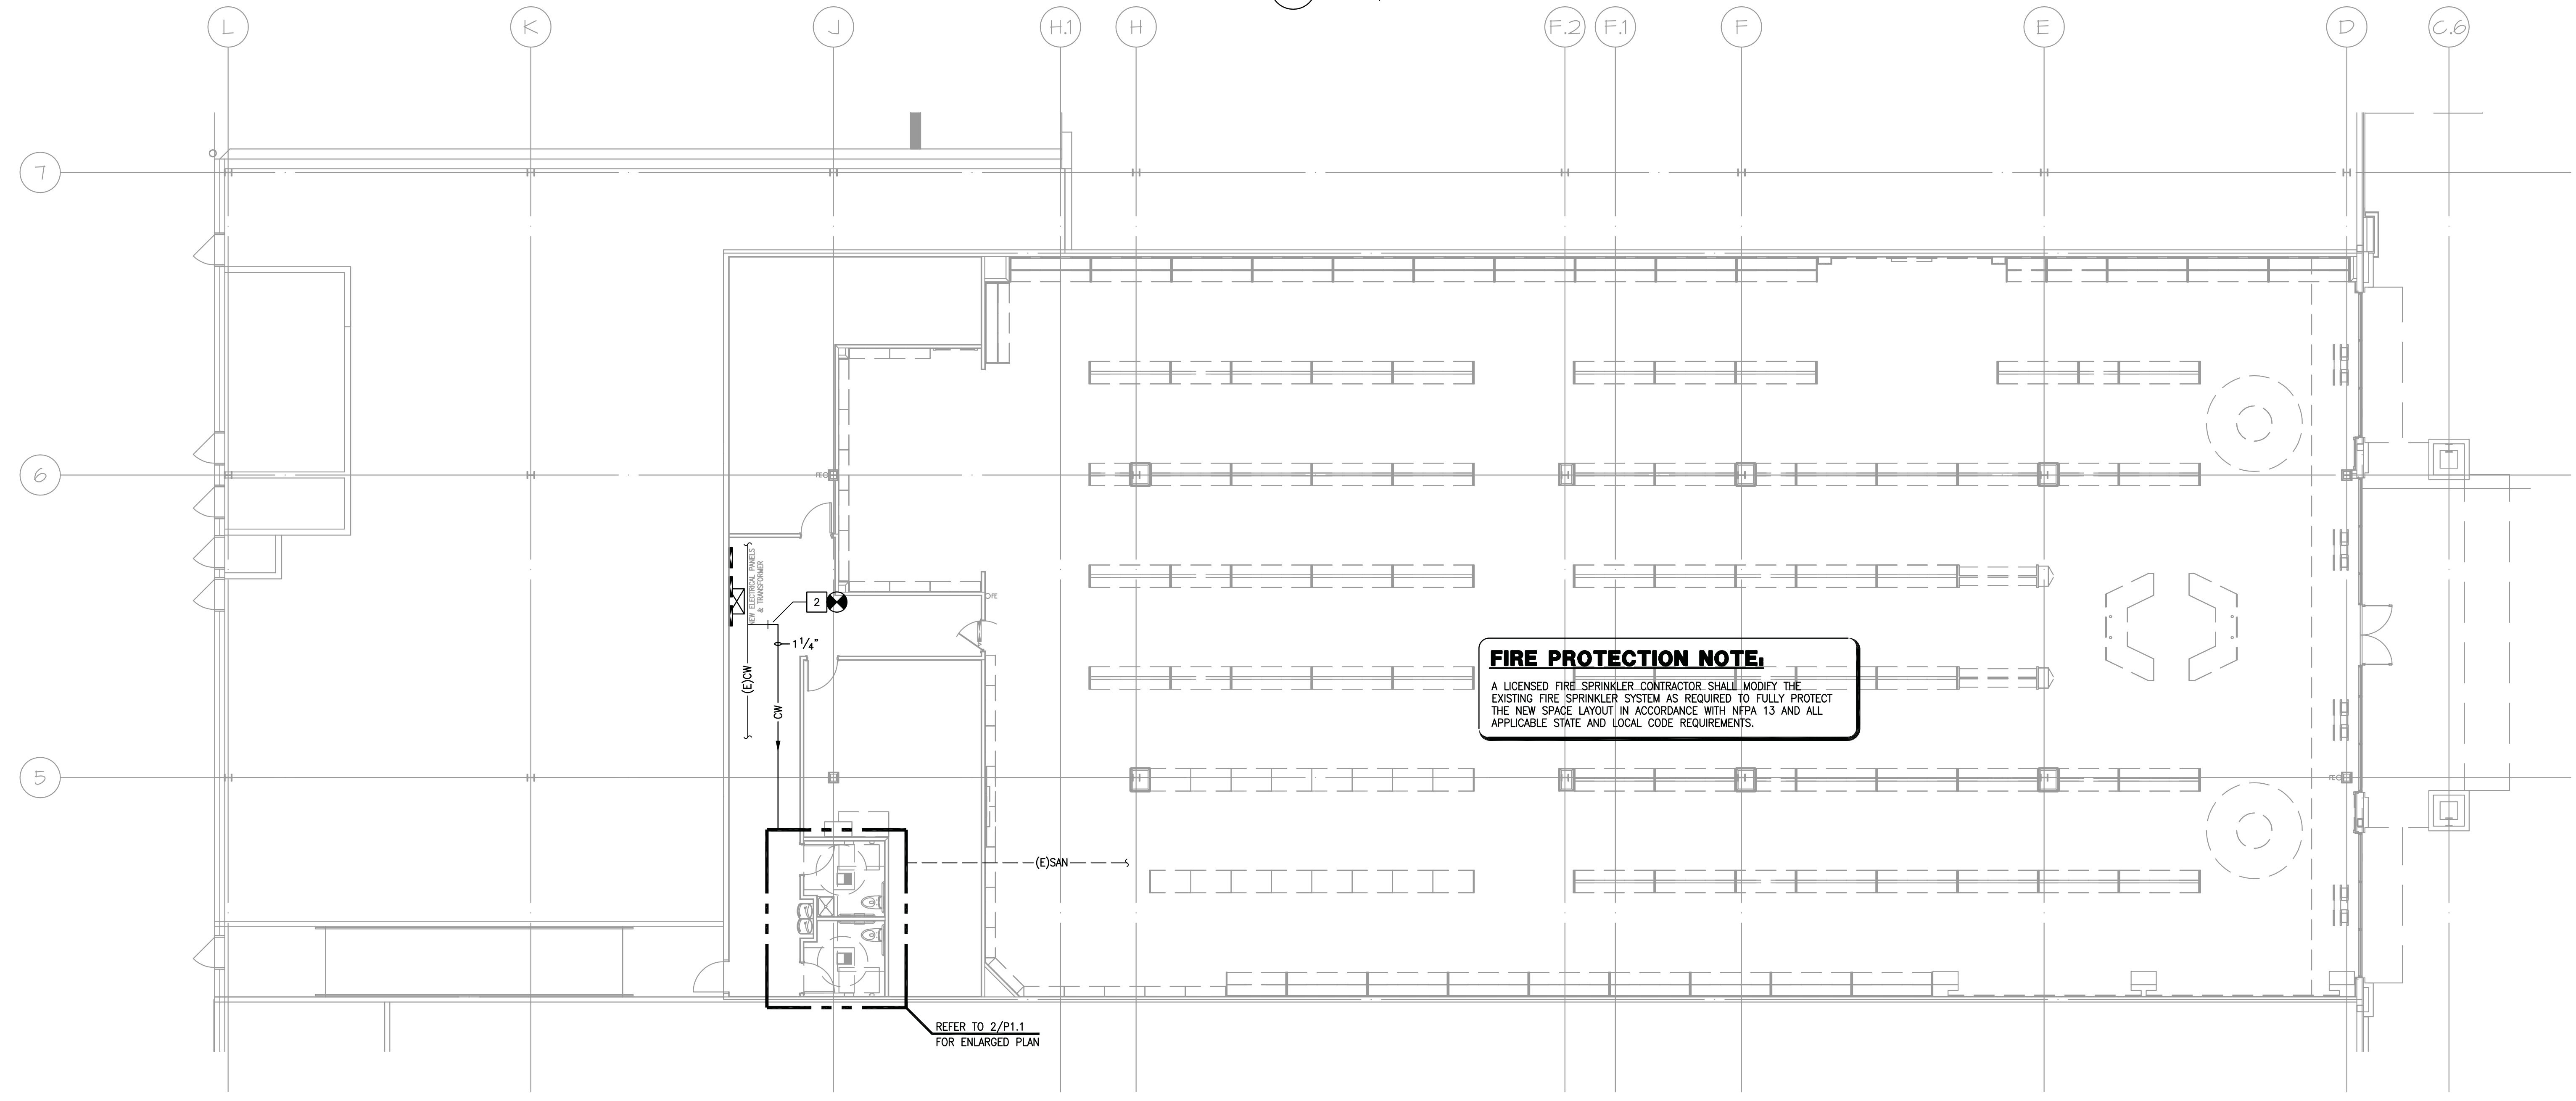 L
K
J
H.1
H
F.2
F.1
F
E
D
C.6
7
6
FEC
NEW ELECTRICAL PANELS
& TRANSFORMER
2
FE
1 1/4"
(E)CW
CW
FIRE PROTECTION NOTE:
A LICENSED FIRE SPRINKLER CONTRACTOR SHALL MODIFY THE
EXISTING FIRE SPRINKLER SYSTEM AS REQUIRED TO FULLY PROTECT
THE NEW SPACE LAYOUT IN ACCORDANCE WITH NFPA 13 AND ALL
APPLICABLE STATE AND LOCAL CODE REQUIREMENTS.
5
FEC
(E)SAN
REFER TO 2/P1.1
FOR ENLARGED PLAN